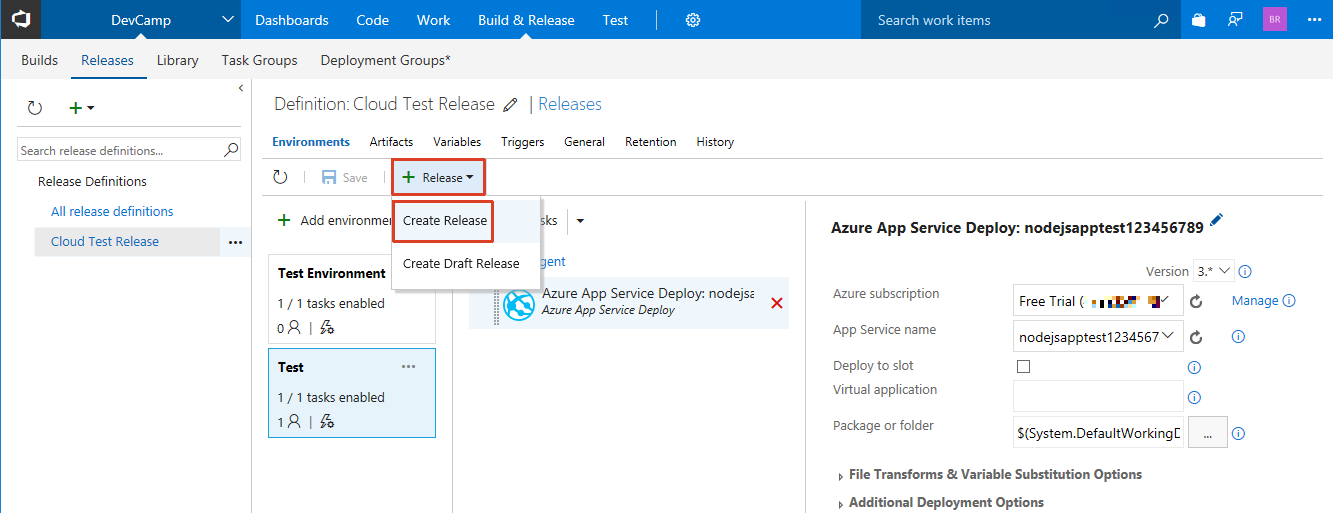 DevCamp Dashboards Code Work Build & Release Test Search work items BR
Builds Releases Library Task Groups Deployment Groups*
Definition: Cloud Test Release | Releases
Search release definitions...
Environments Artifacts Variables Triggers General Retention History
Release Definitions
Save Release
All release definitions
Cloud Test Release
Create Release
Create Draft Release
Test Environment
1 / 1 tasks enabled
0
Test
1 / 1 tasks enabled
1
Azure App Service Deploy: nodejsa
Azure App Service Deploy
Azure App Service Deploy: nodejsapptest123456789
Version 3.*
Azure subscription Free Trial ( Manage
App Service name nodejsapptest1234567
Deploy to slot
Virtual application
Package or folder $(System.DefaultWorkingD ...
File Transforms & Variable Substitution Options
Additional Deployment Options